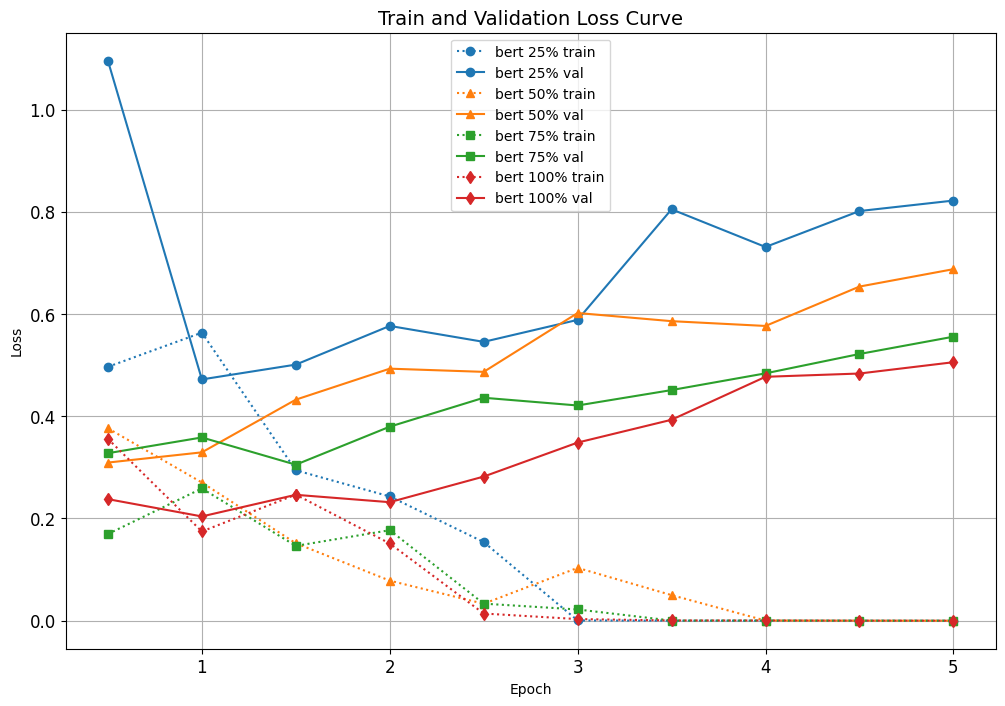 Train and Validation Loss Curve
bert 25% train
bert 25% val
bert 50% train
bert 50% val
bert 75% train
bert 75% val
bert 100% train
bert 100% val
Loss
1.0
0.8
0.6
0.4
0.2
0.0
1 2 3 4 5
Epoch